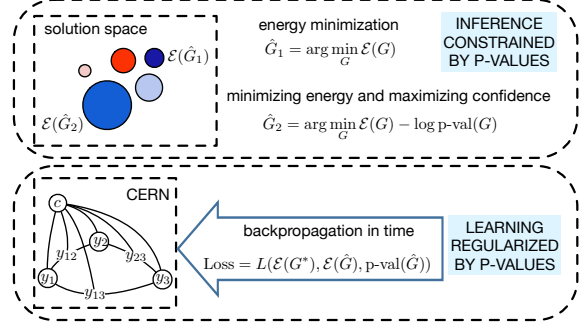 solution space
ℰ(Ĝ₁)
ℰ(Ĝ₂)
energy minimization
Ĝ₁ = arg min_G ℰ(G)
minimizing energy and maximizing confidence
Ĝ₂ = arg min_G ℰ(G) − log p-val(G)
INFERENCE
CONSTRAINED
BY P-VALUES
CERN
c
y₂
y₁₂
y₂₃
y₁
y₃
y₁₃
backpropagation in time
Loss = L(ℰ(G*), ℰ(Ĝ), p-val(Ĝ))
LEARNING
REGULARIZED
BY P-VALUES